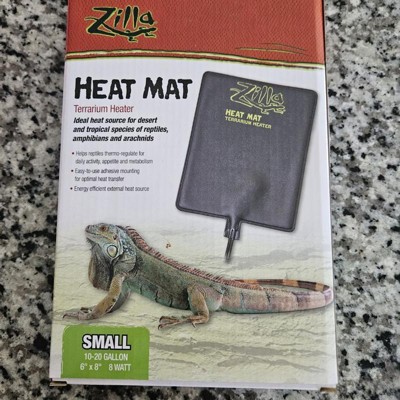 Zilla
HEAT MAT
Terrarium Heater
Ideal heat source for desert
and tropical species of reptiles,
amphibians and arachnids
• Helps reptiles thermo-regulate for
daily activity, appetite and metabolism
• Easy-to-use adhesive mounting
for optimal heat transfer
• Energy efficient external heat source
Zilla
HEAT MAT
TERRARIUM HEATER
SMALL
10-20 GALLON
6" x 8" 8 WATT